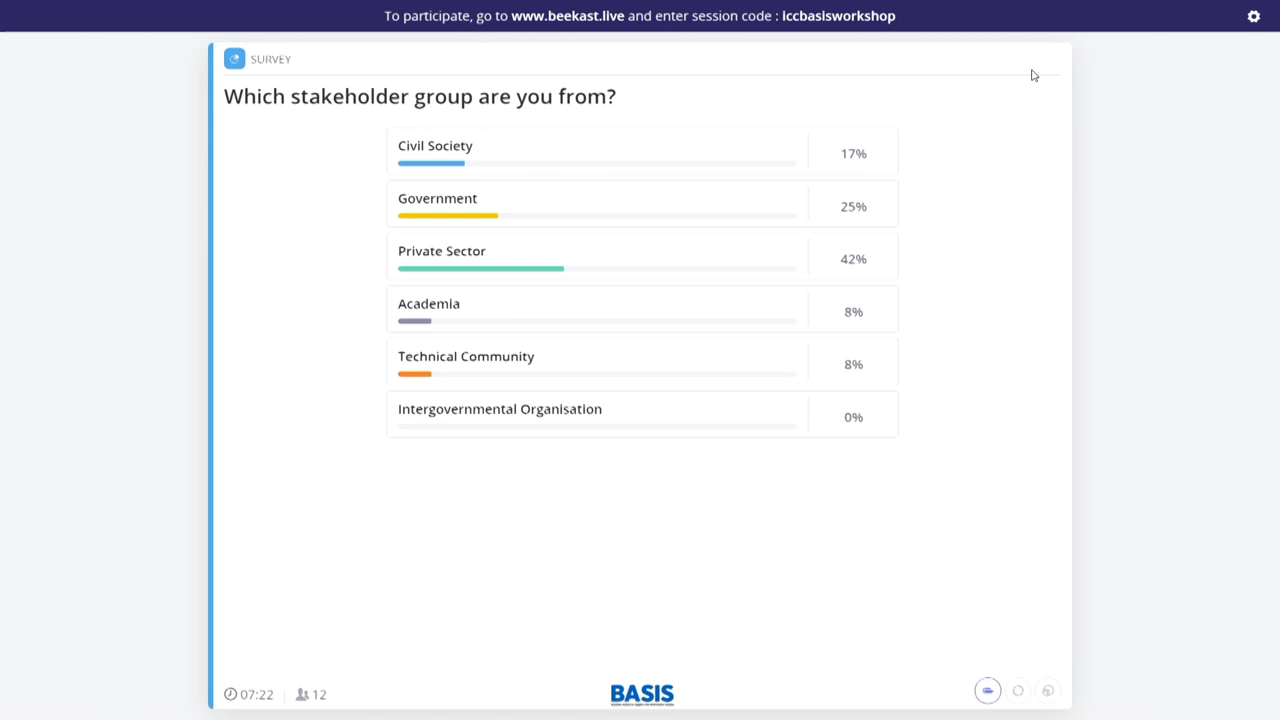 To participate, go to www.beekast.live and enter session code : lccbasisworkshop
SURVEY
Which stakeholder group are you from?
Civil Society
17%
Government
25%
Private Sector
42%
Academia
8%
Technical Community
8%
Intergovernmental Organisation
0%
07:22
12
BASIS